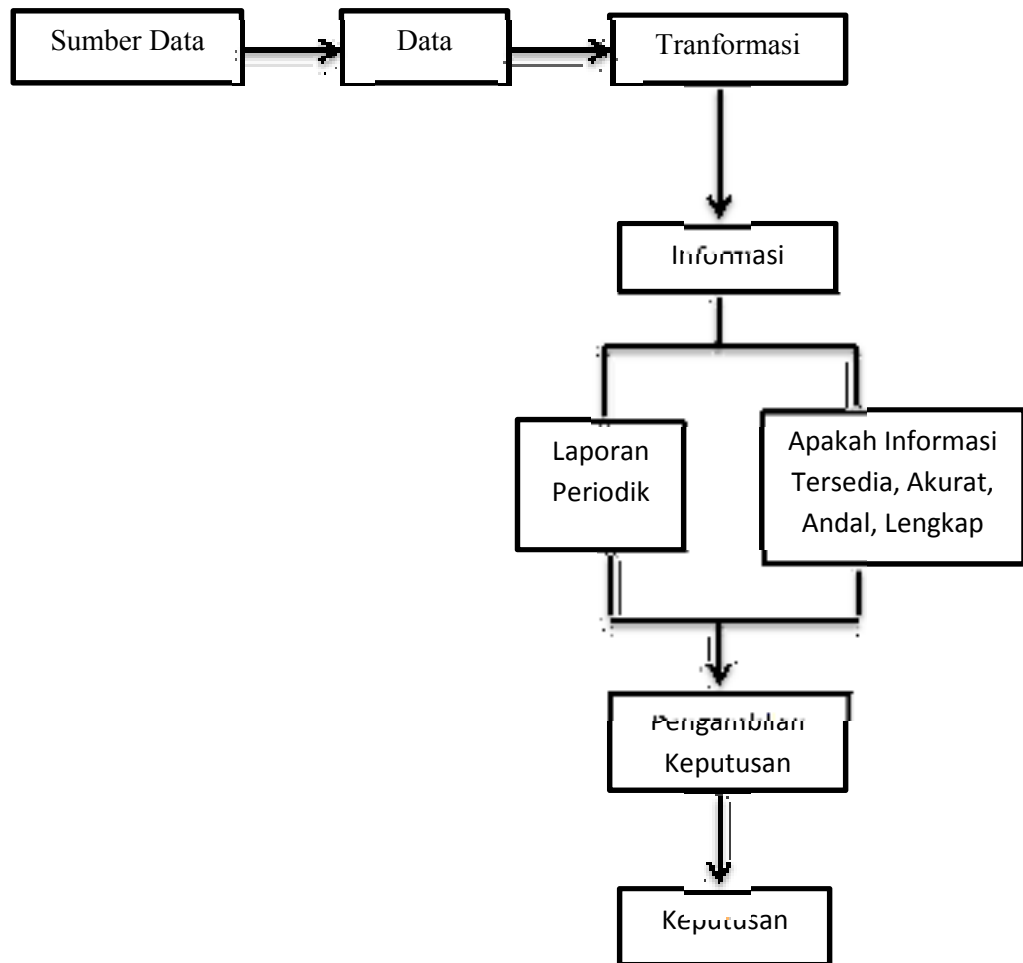 Sumber Data
Data
Tranformasi
Informasi
Laporan
Periodik
Apakah Informasi
Tersedia, Akurat,
Andal, Lengkap
Pengambilan
Keputusan
Keputusan